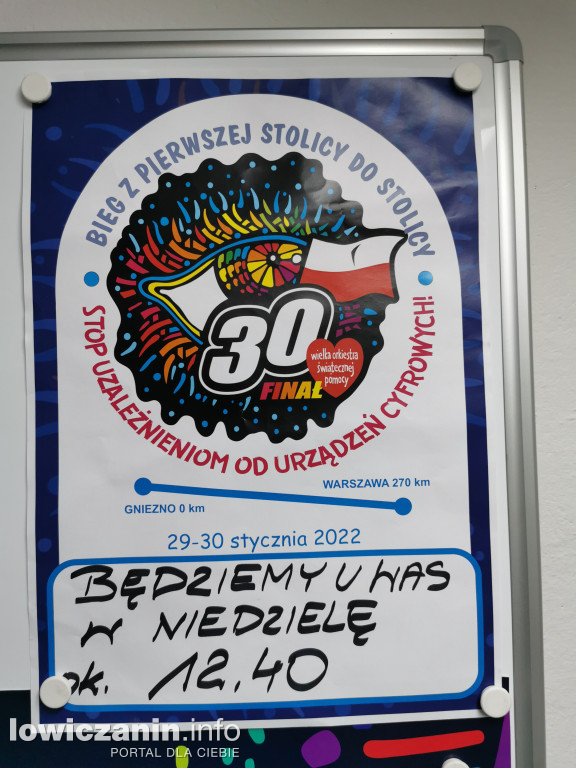 BIEG Z PIERWSZEJ STOLICY DO STOLICY
30
FINAŁ
wielka orkiestra
świątecznej
pomocy
STOP UZALEŻNIENIOM OD URZĄDZEŃ CYFROWYCH!
WARSZAWA 270 km
GNIEZNO 0 km
29-30 stycznia 2022
BĘDZIEMY U WAS
W NIEDZIELĘ
ok. 12.40
lowiczanin.info
PORTAL DLA CIEBIE